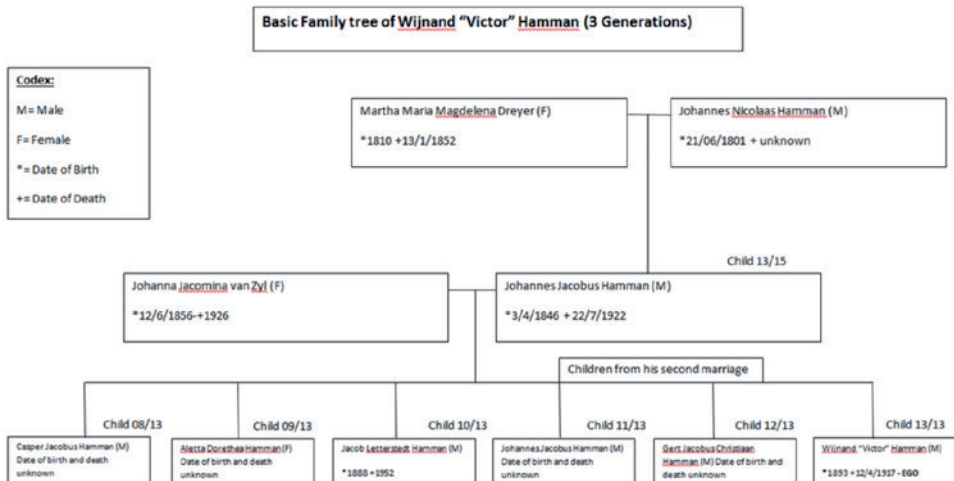 Basic Family tree of Wijnand “Victor” Hamman (3 Generations)
Codex:
M= Male
F= Female
*= Date of Birth
+= Date of Death
Martha Maria Magdelena Dreyer (F)
*1810 +13/1/1852
Johannes Nicolaas Hamman (M)
*21/06/1801 + unknown
Child 13/15
Johanna Jacomina van Zyl (F)
*12/6/1856-+1926
Johannes Jacobus Hamman (M)
*3/4/1846 + 22/7/1922
Children from his second marriage
Child 08/13
Casper Jacobus Hamman (M)
Date of birth and death
unknown
Child 09/13
Aletta Dorethea Hamman (F)
Date of birth and death
unknown
Child 10/13
Jacob Letterstedt Hamman (M)
*1888 +1952
Child 11/13
Johannes Jacobus Hamman (M)
Date of birth and death
unknown
Child 12/13
Gert Jacobus Christiaan
Hamman (M) Date of birth and
death unknown
Child 13/13
Wijnand “Victor” Hamman (M)
*1893 +12/4/1917 - EGO